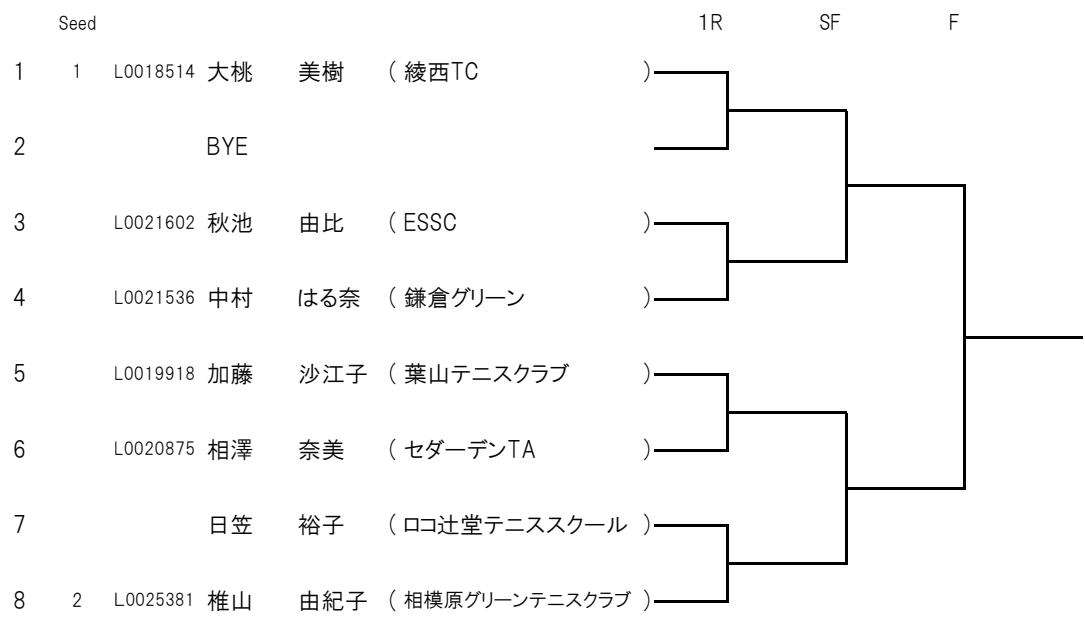 Seed 1R SF F
1 1 L0018514 大桃 美樹 ( 綾西TC )
2 BYE
3 L0021602 秋池 由比 ( ESSC )
4 L0021536 中村 はる奈 ( 鎌倉グリーン )
5 L0019918 加藤 沙江子 ( 葉山テニスクラブ )
6 L0020875 相澤 奈美 ( セダーデンTA )
7 日笠 裕子 ( ロコ辻堂テニススクール )
8 2 L0025381 椎山 由紀子 ( 相模原グリーンテニスクラブ )